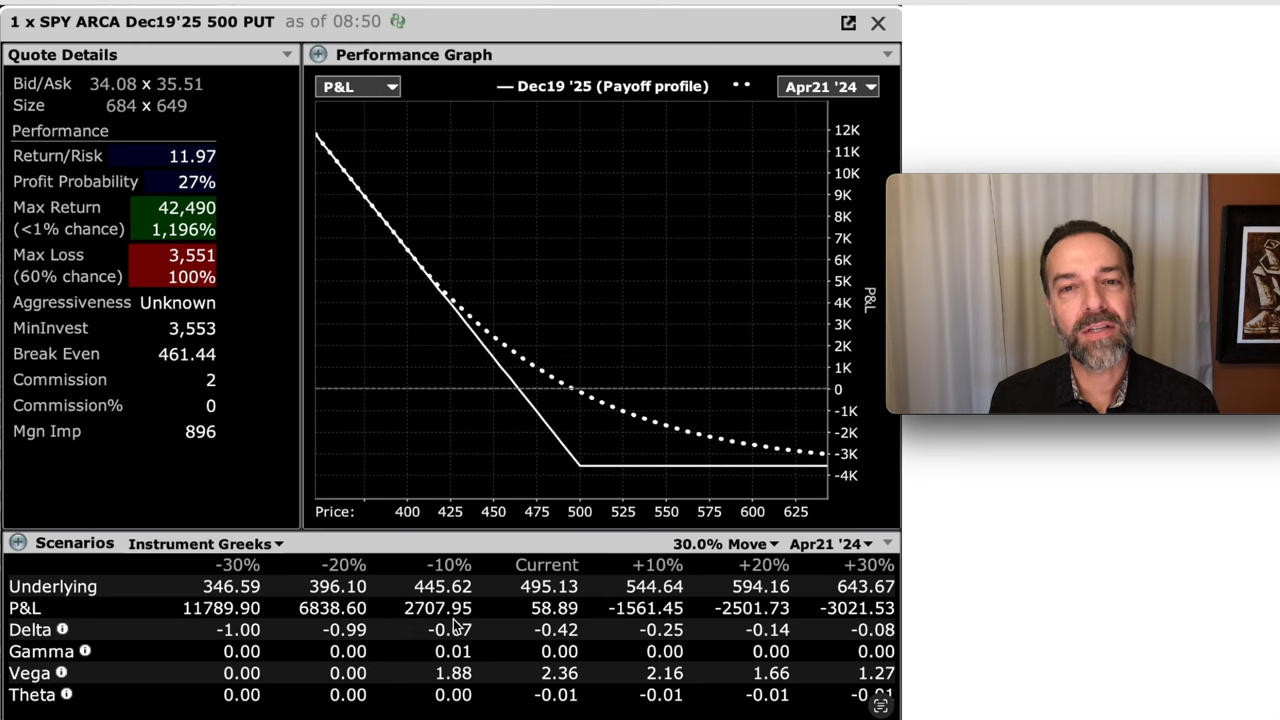 1 x SPY ARCA Dec19'25 500 PUT as of 08:50
Quote Details
Bid/Ask 34.08 x 35.51
Size 684 x 649
Performance
Return/Risk 11.97
Profit Probability 27%
Max Return 42,490
(<1% chance) 1,196%
Max Loss 3,551
(60% chance) 100%
Aggressiveness Unknown
MinInvest 3,553
Break Even 461.44
Commission 2
Commission% 0
Mgn Imp 896
Performance Graph
P&L
Dec19 '25 (Payoff profile)
Apr21 '24
12K
11K
10K
9K
8K
7K
6K
5K
4K
3K
2K
1K
0
-1K
-2K
-3K
-4K
P&L
Price: 400 425 450 475 500 525 550 575 600 625
Scenarios Instrument Greeks 30.0% Move Apr21 '24
-30% -20% -10% Current +10% +20% +30%
Underlying 346.59 396.10 445.62 495.13 544.64 594.16 643.67
P&L 11789.90 6838.60 2707.95 58.89 -1561.45 -2501.73 -3021.53
Delta -1.00 -0.99 -0.42 -0.25 -0.14 -0.08
Gamma 0.00 0.00 0.01 0.00 0.00 0.00 0.00
Vega 0.00 0.00 1.88 2.36 2.16 1.66 1.27
Theta 0.00 0.00 0.00 -0.01 -0.01 -0.01